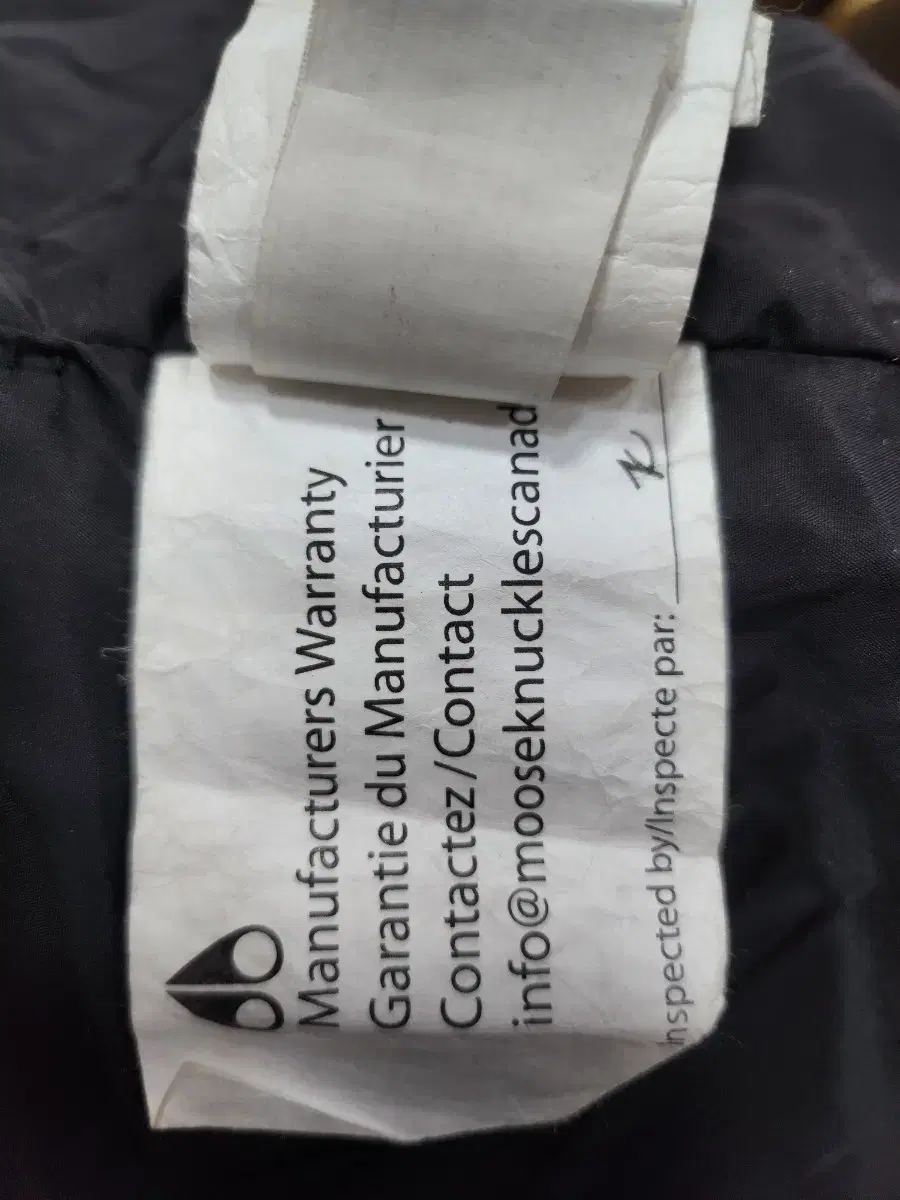 Manufacturers Warranty
Garantie du Manufacturier
Contactez/Contact
info@mooseknucklescanad
Inspected by/Inspecte par: